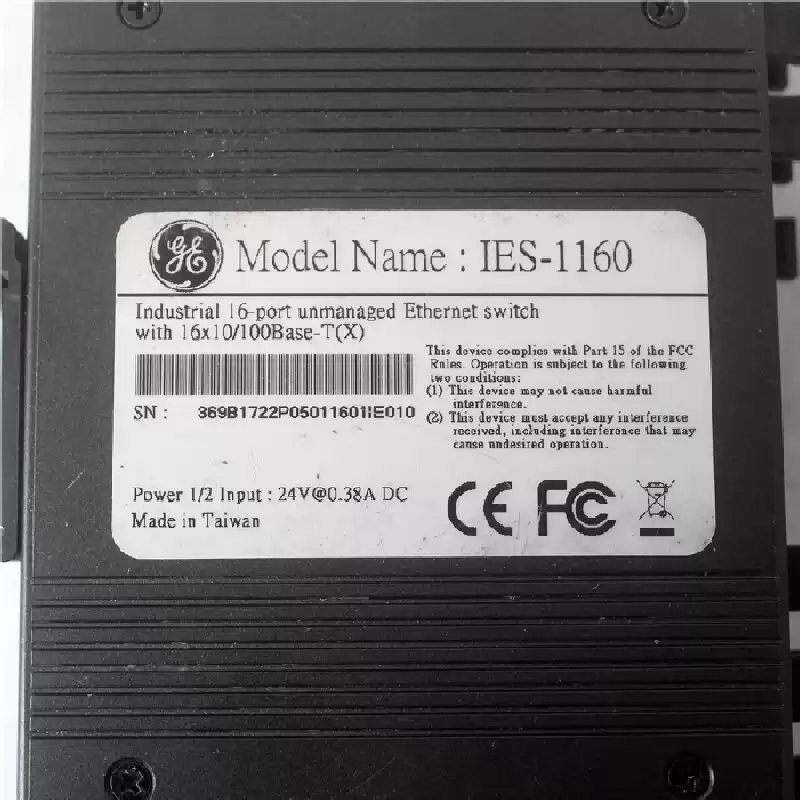 GE Model Name : IES-1160
Industrial 16-port unmanaged Ethernet switch
with 16x10/100Base-T(X)
This device complies with Part 15 of the FCC
Rules. Operation is subject to the following
two conditions:
(1) This device may not cause harmful
interference.
(2) This device must accept any interference
received, including interference that may
cause undesired operation.
SN :
Power 1/2 Input : 24V@0.38A DC
Made in Taiwan
CE FC